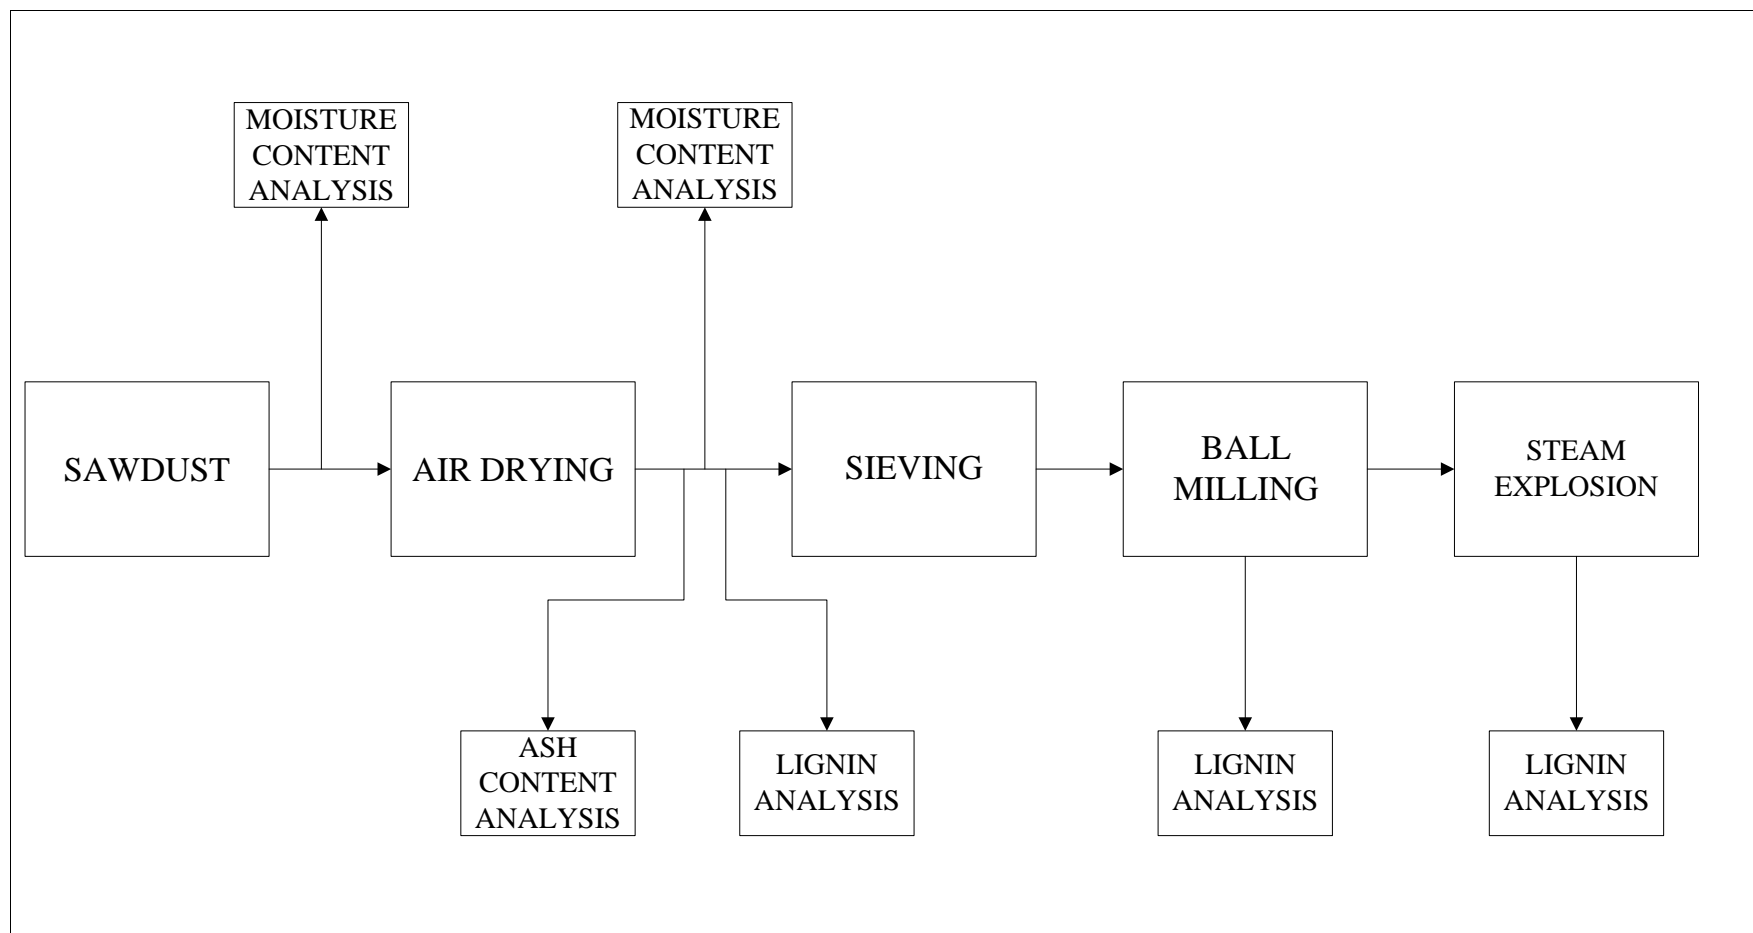 MOISTURE
CONTENT
ANALYSIS
MOISTURE
CONTENT
ANALYSIS
SAWDUST
AIR DRYING
SIEVING
BALL
MILLING
STEAM
EXPLOSION
ASH
CONTENT
ANALYSIS
LIGNIN
ANALYSIS
LIGNIN
ANALYSIS
LIGNIN
ANALYSIS